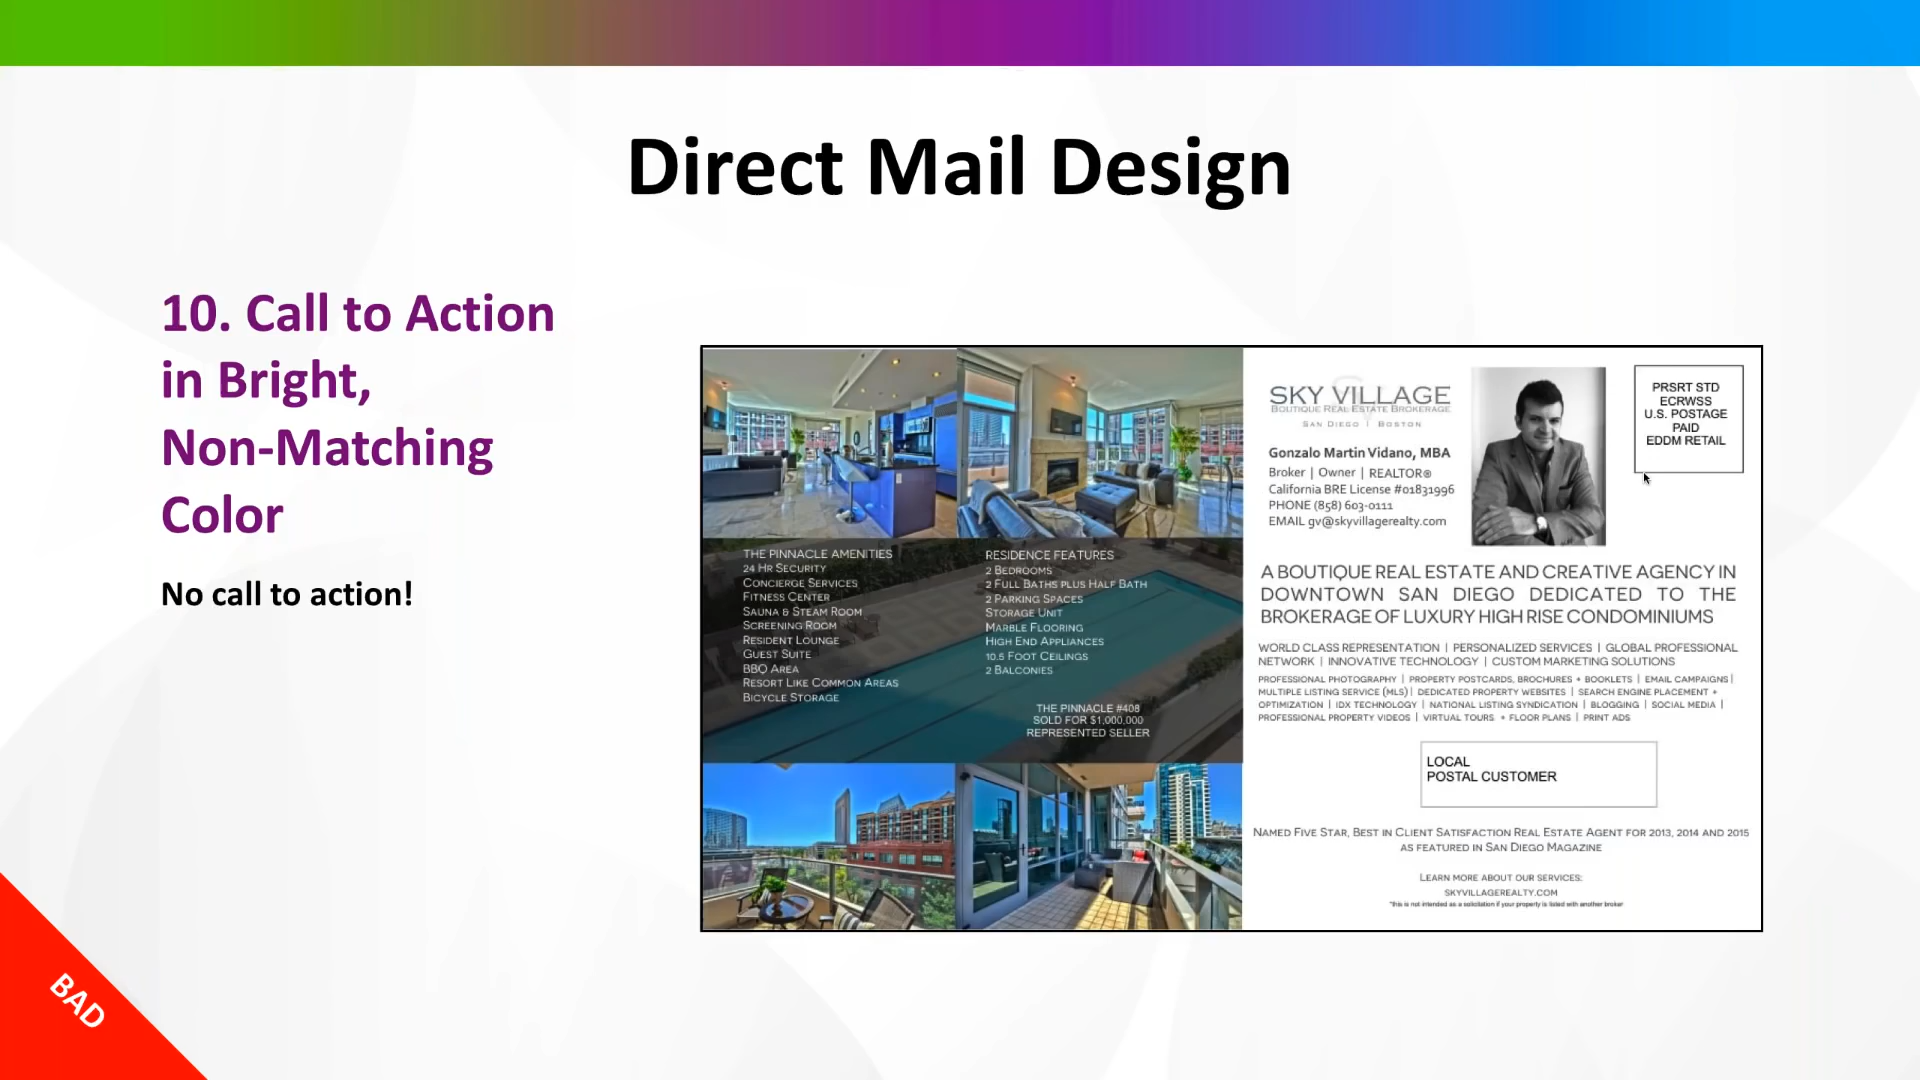 Direct Mail Design
10. Call to Action
in Bright,
Non-Matching
Color
No call to action!
BAD
THE PINNACLE AMENITIES
24 HR SECURITY
CONCIERGE SERVICES
FITNESS CENTER
SAUNA & STEAM ROOM
SCREENING ROOM
RESIDENT LOUNGE
GUEST SUITE
BBQ AREA
RESORT LIKE COMMON AREAS
BICYCLE STORAGE
RESIDENCE FEATURES
2 BEDROOMS
2 FULL BATHS PLUS HALF BATH
2 PARKING SPACES
STORAGE UNIT
MARBLE FLOORING
HIGH END APPLIANCES
10.5 FOOT CEILINGS
2 BALCONIES
THE PINNACLE #408
SOLD FOR $1,000,000
REPRESENTED SELLER
SKY VILLAGE
BOUTIQUE REAL ESTATE BROKERAGE
SAN DIEGO | BOSTON
Gonzalo Martin Vidano, MBA
Broker | Owner | REALTOR®
California BRE License #01831996
PHONE (858) 603-0111
EMAIL gv@skyvillagerealty.com
PRSRT STD
ECRWSS
U.S. POSTAGE
PAID
EDDM RETAIL
A BOUTIQUE REAL ESTATE AND CREATIVE AGENCY IN
DOWNTOWN SAN DIEGO DEDICATED TO THE
BROKERAGE OF LUXURY HIGH RISE CONDOMINIUMS
WORLD CLASS REPRESENTATION | PERSONALIZED SERVICES | GLOBAL PROFESSIONAL
NETWORK | INNOVATIVE TECHNOLOGY | CUSTOM MARKETING SOLUTIONS
PROFESSIONAL PHOTOGRAPHY | PROPERTY POSTCARDS, BROCHURES + BOOKLETS | EMAIL CAMPAIGNS |
MULTIPLE LISTING SERVICE (MLS) | DEDICATED PROPERTY WEBSITES | SEARCH ENGINE PLACEMENT +
OPTIMIZATION | IDX TECHNOLOGY | NATIONAL LISTING SYNDICATION | BLOGGING | SOCIAL MEDIA |
PROFESSIONAL PROPERTY VIDEOS | VIRTUAL TOURS + FLOOR PLANS | PRINT ADS
LOCAL
POSTAL CUSTOMER
NAMED FIVE STAR, BEST IN CLIENT SATISFACTION REAL ESTATE AGENT FOR 2013, 2014 AND 2015
AS FEATURED IN SAN DIEGO MAGAZINE
LEARN MORE ABOUT OUR SERVICES:
SKYVILLAGEREALTY.COM
*this is not intended as a solicitation if your property is listed with another broker